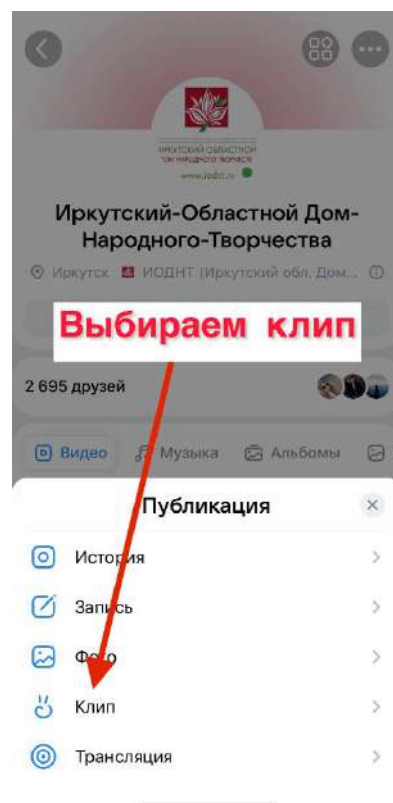 ИРКУТСКИЙ ОБЛАСТНОЙ
ДОМ НАРОДНОГО ТВОРЧЕСТВА
www.iodnt.ru
Иркутский-Областной Дом-
Народного-Творчества
Иркутск ИОДНТ (Иркутский обл. Дом...
Выбираем клип
2 695 друзей
Видео Музыка Альбомы
Публикация
История
Запись
Фото
Клип
Трансляция